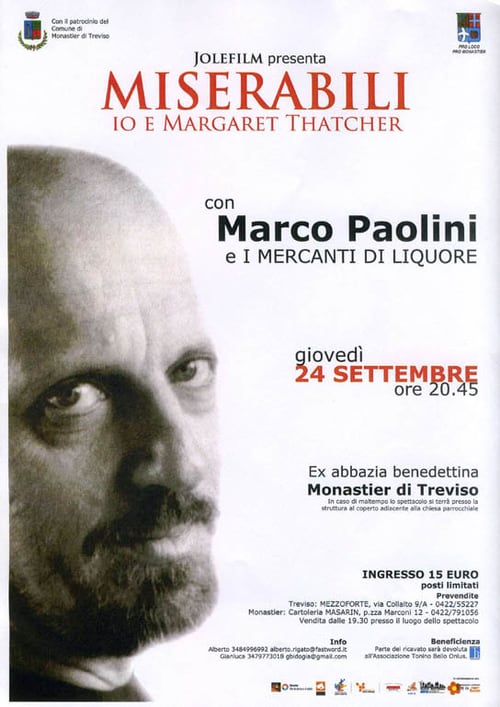 Con il patrocinio del
Comune di
Monastier di Treviso
PRO LOCO
PRO MONASTIER
JOLEFILM presenta
MISERABILI
IO E MARGARET THATCHER
con
Marco Paolini
e I MERCANTI DI LIQUORE
giovedì
24 SETTEMBRE
ore 20.45
Ex abbazia benedettina
Monastier di Treviso
In caso di maltempo lo spettacolo si terrà presso la
struttura al coperto adiacente alla chiesa parrocchiale
INGRESSO 15 EURO
posti limitati
Prevendite
Treviso: MEZZOFORTE, via Collalto 9/A - 0422/55227
Monastier: Cartoleria MASARIN, p.zza Marconi 12 - 0422/791056
Vendita dalle 19.30 presso il luogo dello spettacolo
Info
Alberto 3484996992 alberto.rigato@fastword.it
Gianluca 3479773018 gbidogia@gmail.com
Beneficienza
Parte del ricavato sarà devoluta
all'Associazione Tonino Bello Onlus.